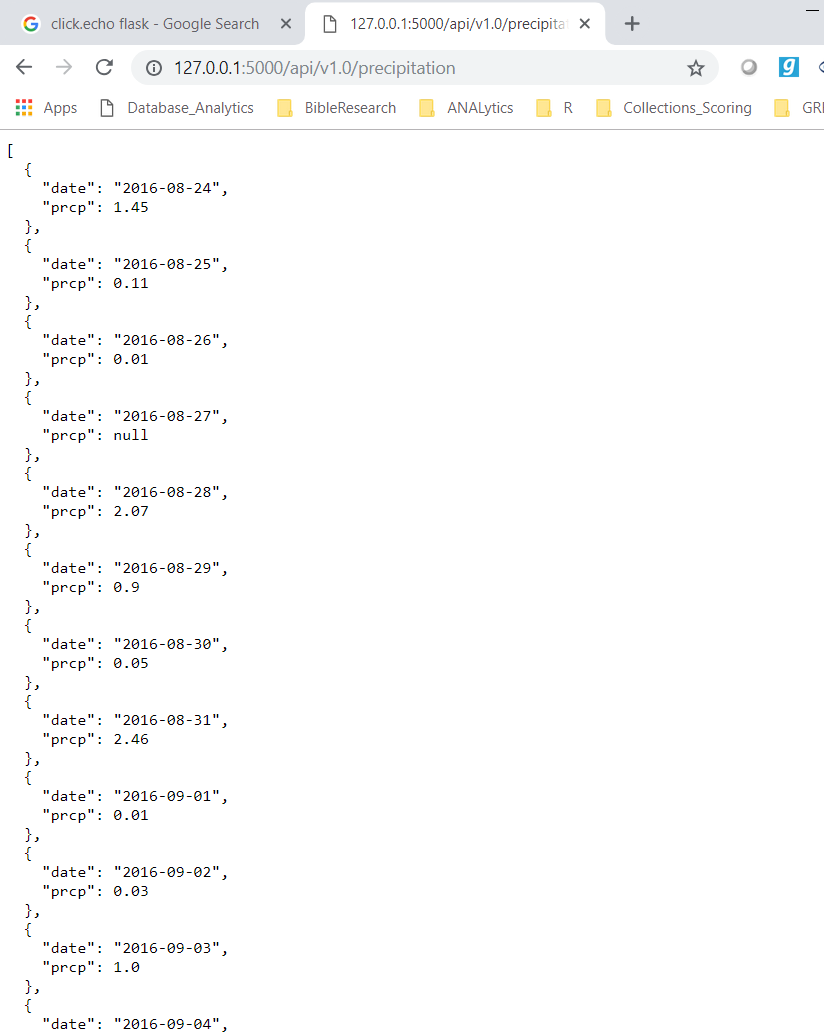 click.echo flask - Google Search
127.0.0.1:5000/api/v1.0/precipita
127.0.0.1:5000/api/v1.0/precipitation
g
Apps Database_Analytics BibleResearch ANALytics R Collections_Scoring GRE
[
{
"date": "2016-08-24",
"prcp": 1.45
},
{
"date": "2016-08-25",
"prcp": 0.11
},
{
"date": "2016-08-26",
"prcp": 0.01
},
{
"date": "2016-08-27",
"prcp": null
},
{
"date": "2016-08-28",
"prcp": 2.07
},
{
"date": "2016-08-29",
"prcp": 0.9
},
{
"date": "2016-08-30",
"prcp": 0.05
},
{
"date": "2016-08-31",
"prcp": 2.46
},
{
"date": "2016-09-01",
"prcp": 0.01
},
{
"date": "2016-09-02",
"prcp": 0.03
},
{
"date": "2016-09-03",
"prcp": 1.0
},
{
"date": "2016-09-04",